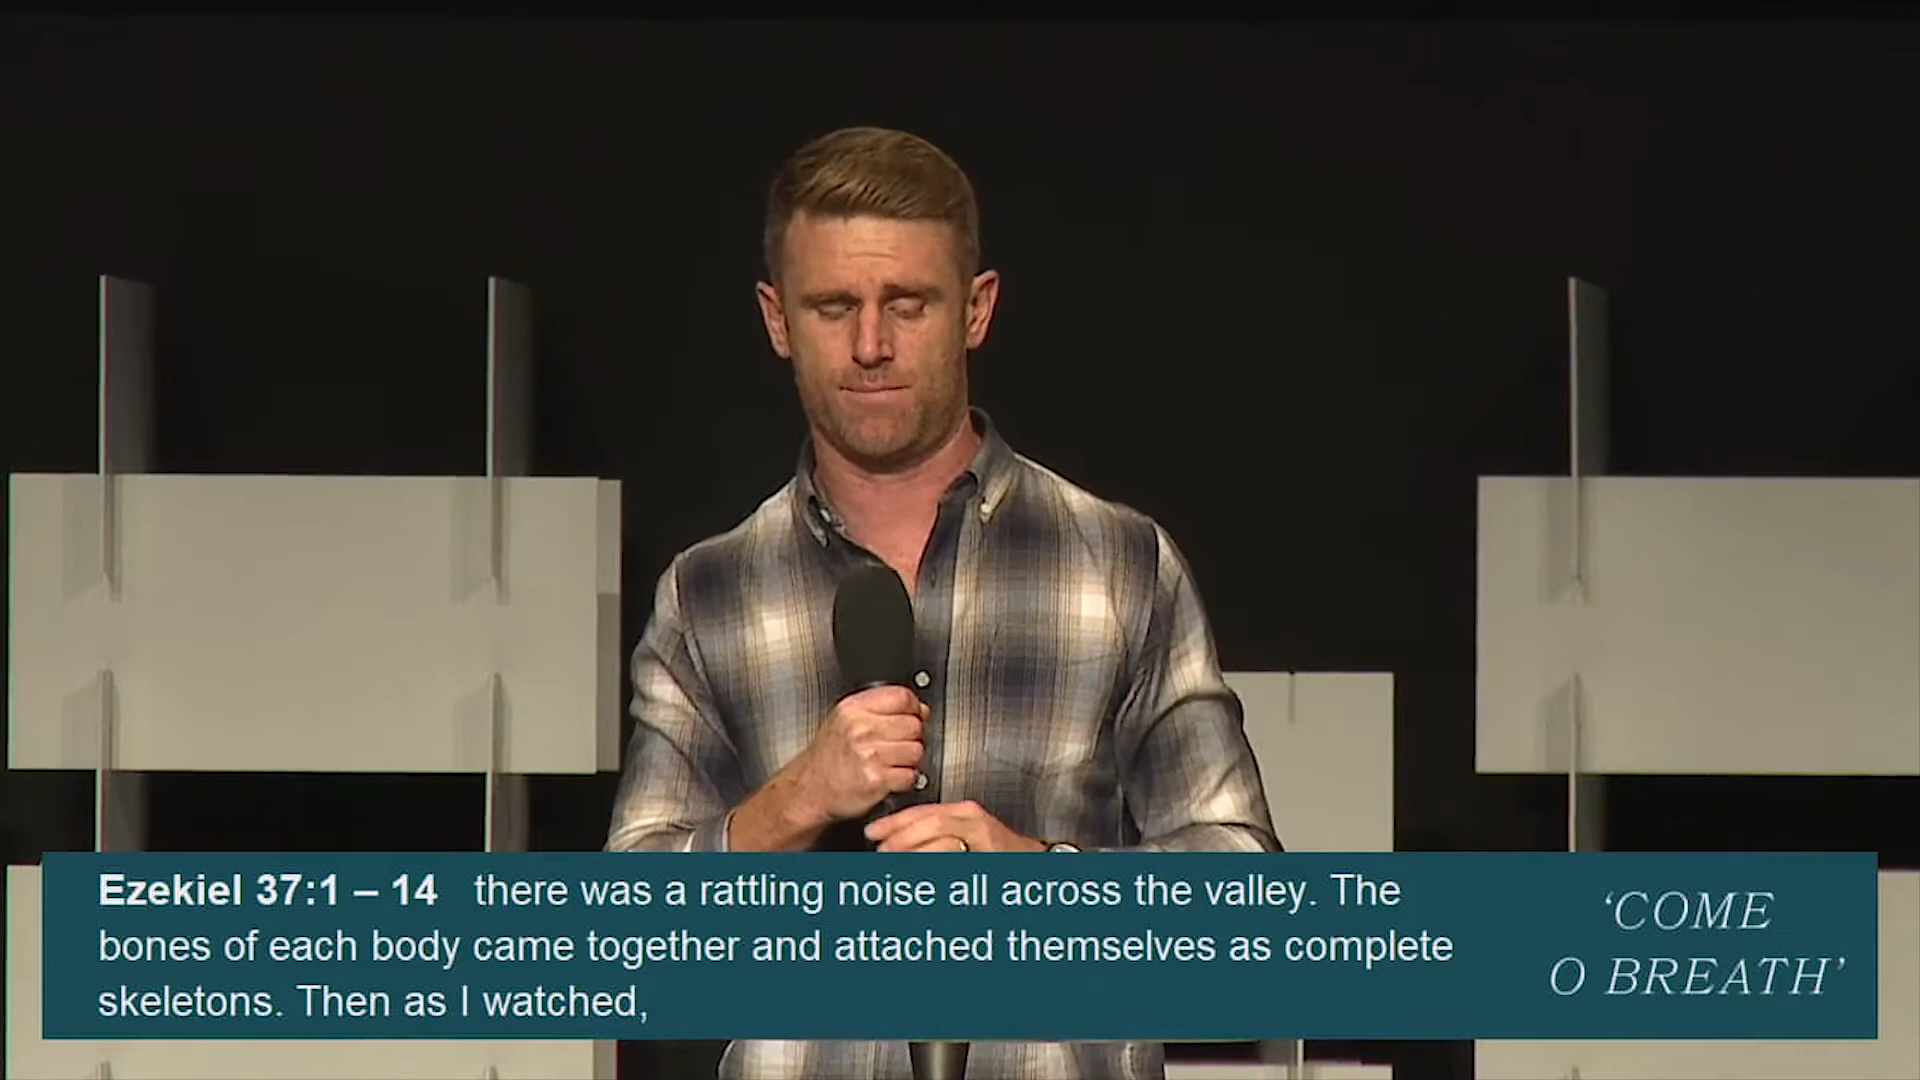 Ezekiel 37:1 – 14 there was a rattling noise all across the valley. The
bones of each body came together and attached themselves as complete
skeletons. Then as I watched,
‘COME
O BREATH’